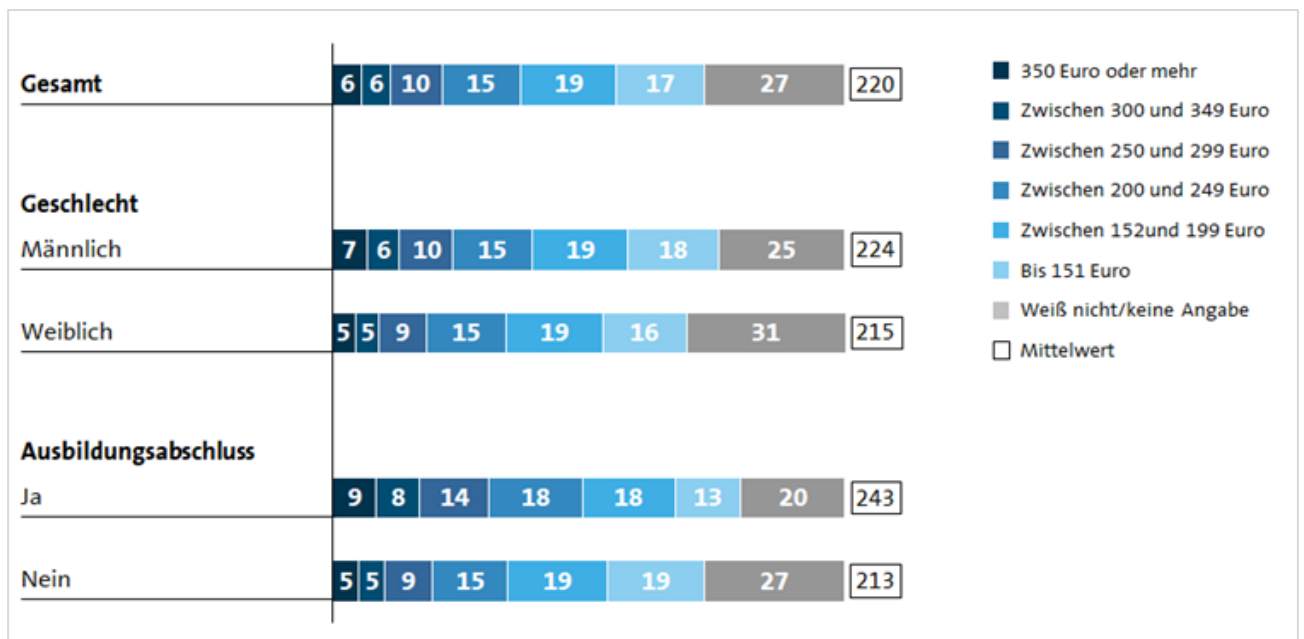 Gesamt 6 6 10 15 19 17 27 220
Geschlecht
Männlich 7 6 10 15 19 18 25 224
Weiblich 5 5 9 15 19 16 31 215
Ausbildungsabschluss
Ja 9 8 14 18 18 13 20 243
Nein 5 5 9 15 19 19 27 213
350 Euro oder mehr
Zwischen 300 und 349 Euro
Zwischen 250 und 299 Euro
Zwischen 200 und 249 Euro
Zwischen 152und 199 Euro
Bis 151 Euro
Weiß nicht/keine Angabe
Mittelwert